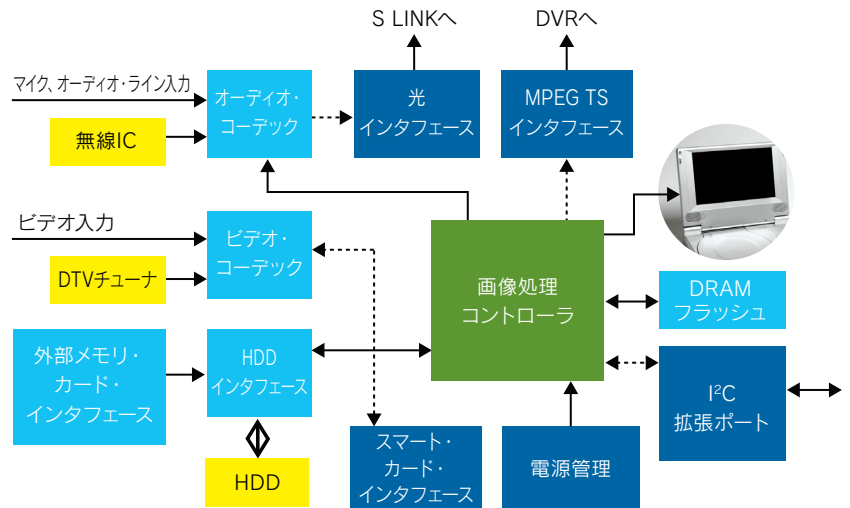 S LINKへ
DVRへ
マイク、オーディオ・ライン入力
オーディオ・
コーデック
光
インタフェース
MPEG TS
インタフェース
無線IC
ビデオ入力
ビデオ・
コーデック
DTVチューナ
画像処理
コントローラ
DRAM
フラッシュ
外部メモリ・
カード・
インタフェース
HDD
インタフェース
I²C
拡張ポート
HDD
スマート・
カード・
インタフェース
電源管理